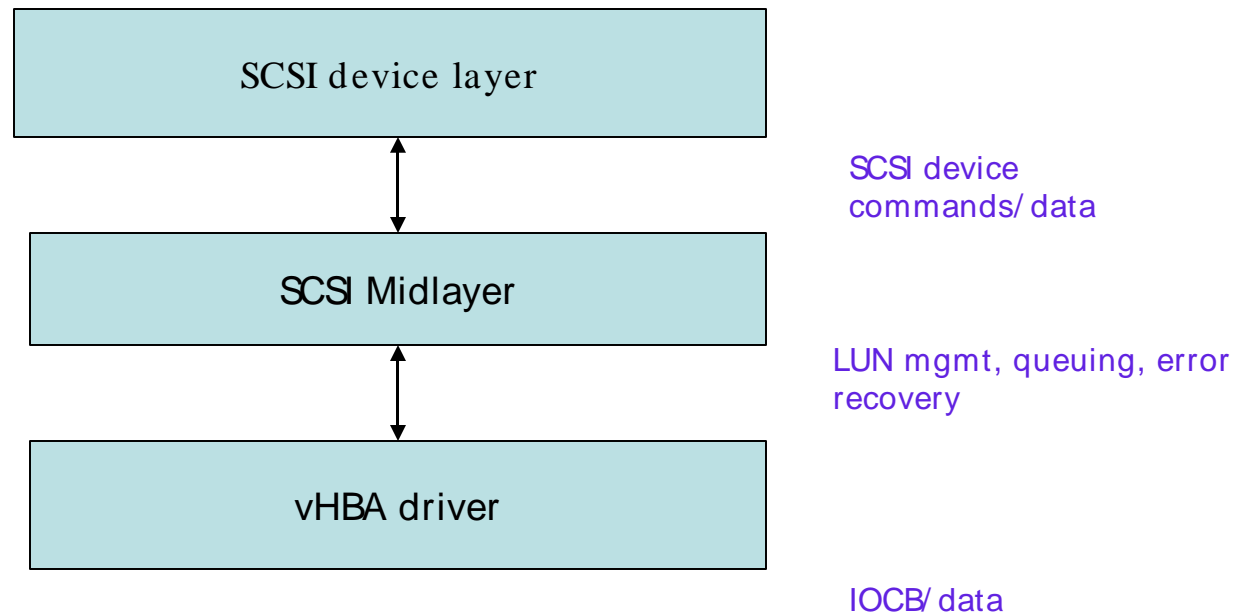 SCSI device layer
SCSI device
commands/ data
SCSI Midlayer
LUN mgmt, queuing, error
recovery
vHBA driver
IOCB/ data